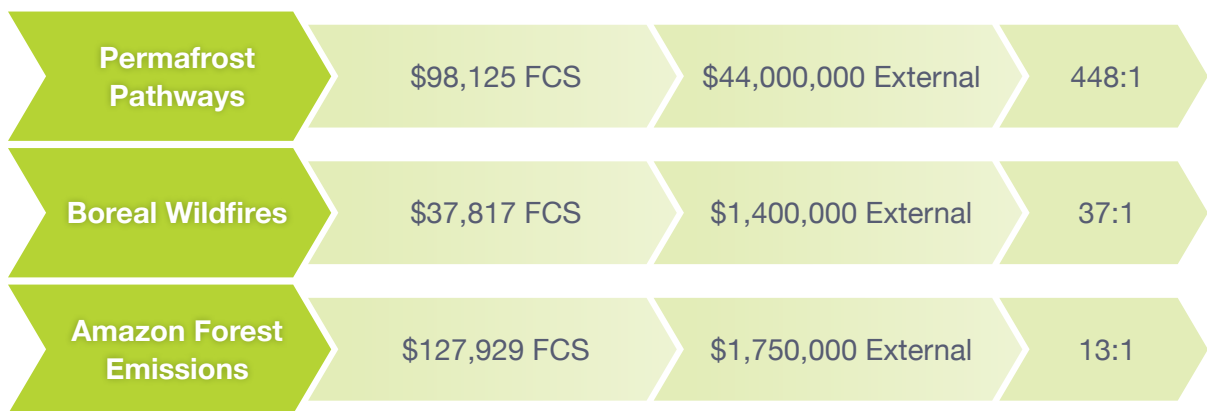 Permafrost
Pathways
$98,125 FCS
$44,000,000 External
448:1
Boreal Wildfires
$37,817 FCS
$1,400,000 External
37:1
Amazon Forest
Emissions
$127,929 FCS
$1,750,000 External
13:1